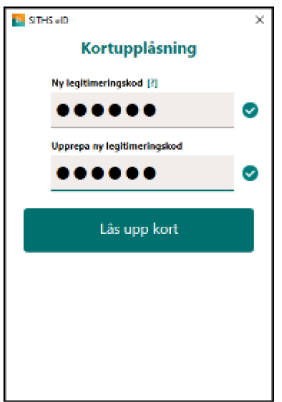 SITHS eID
Kortupplåsning
Ny legitimeringskod [?]
●●●●●●
Upprepa ny legitimeringskod
●●●●●●
Lås upp kort